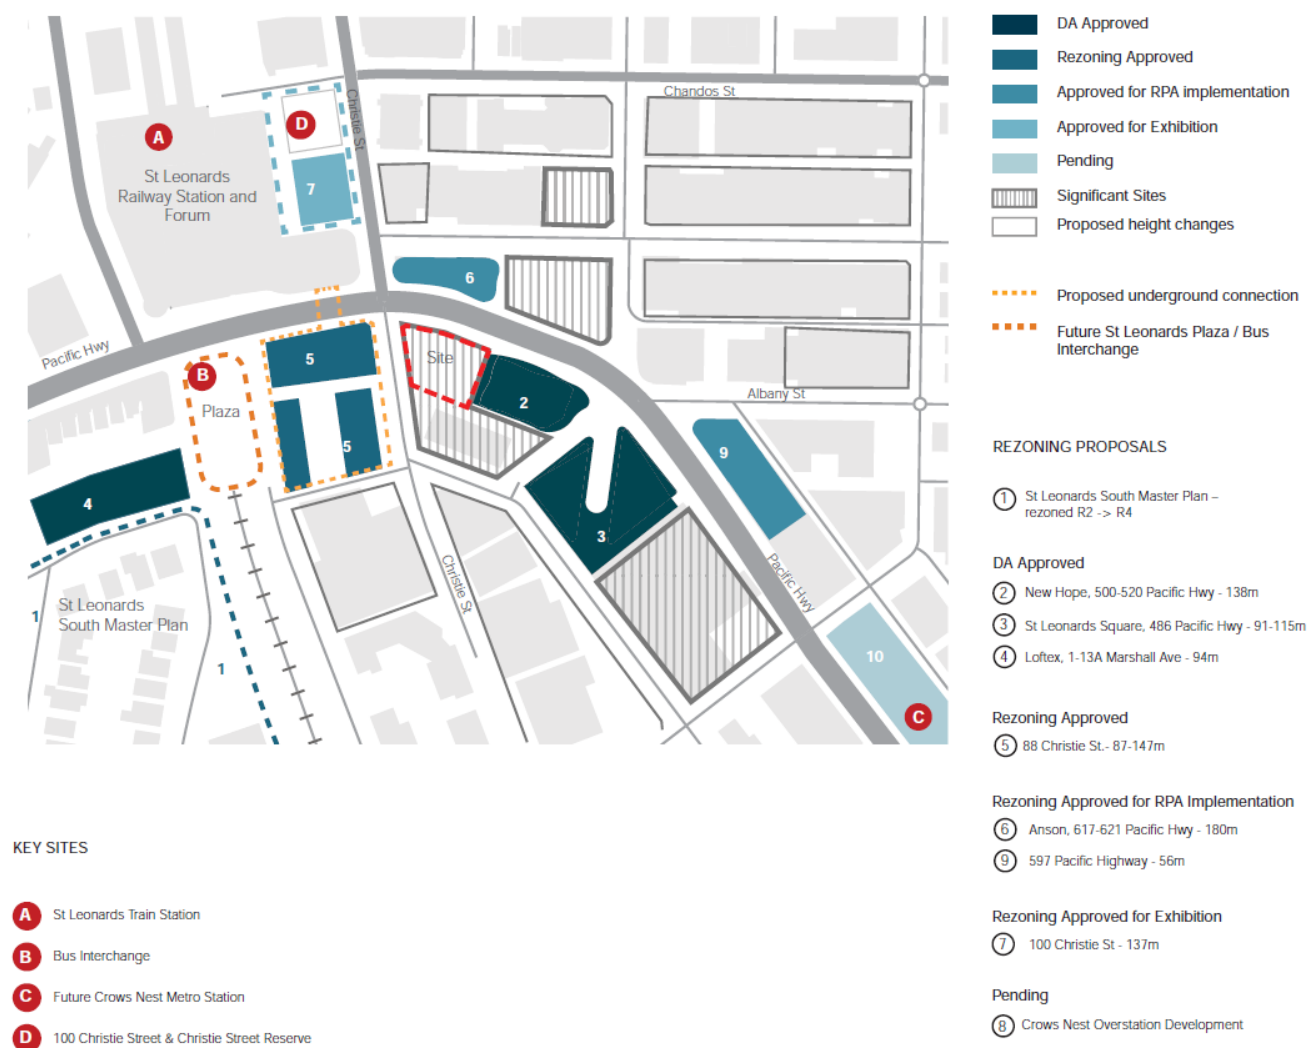 Chandos St
Christie St
A
D
St Leonards
Railway Station and
Forum
7
6
Pacific Hwy
B
Plaza
5
5
Site
2
Albany St
9
4
3
Christie St
Pacific Hwy
1
St Leonards
South Master Plan
1
10
C
DA Approved
Rezoning Approved
Approved for RPA implementation
Approved for Exhibition
Pending
Significant Sites
Proposed height changes
Proposed underground connection
Future St Leonards Plaza / Bus
Interchange
REZONING PROPOSALS
1 St Leonards South Master Plan –
rezoned R2 -> R4
DA Approved
2 New Hope, 500-520 Pacific Hwy - 138m
3 St Leonards Square, 486 Pacific Hwy - 91-115m
4 Loftex, 1-13A Marshall Ave - 94m
Rezoning Approved
5 88 Christie St.- 87-147m
Rezoning Approved for RPA Implementation
6 Anson, 617-621 Pacific Hwy - 180m
9 597 Pacific Highway - 56m
Rezoning Approved for Exhibition
7 100 Christie St - 137m
Pending
8 Crows Nest Overstation Development
KEY SITES
A St Leonards Train Station
B Bus Interchange
C Future Crows Nest Metro Station
D 100 Christie Street & Christie Street Reserve